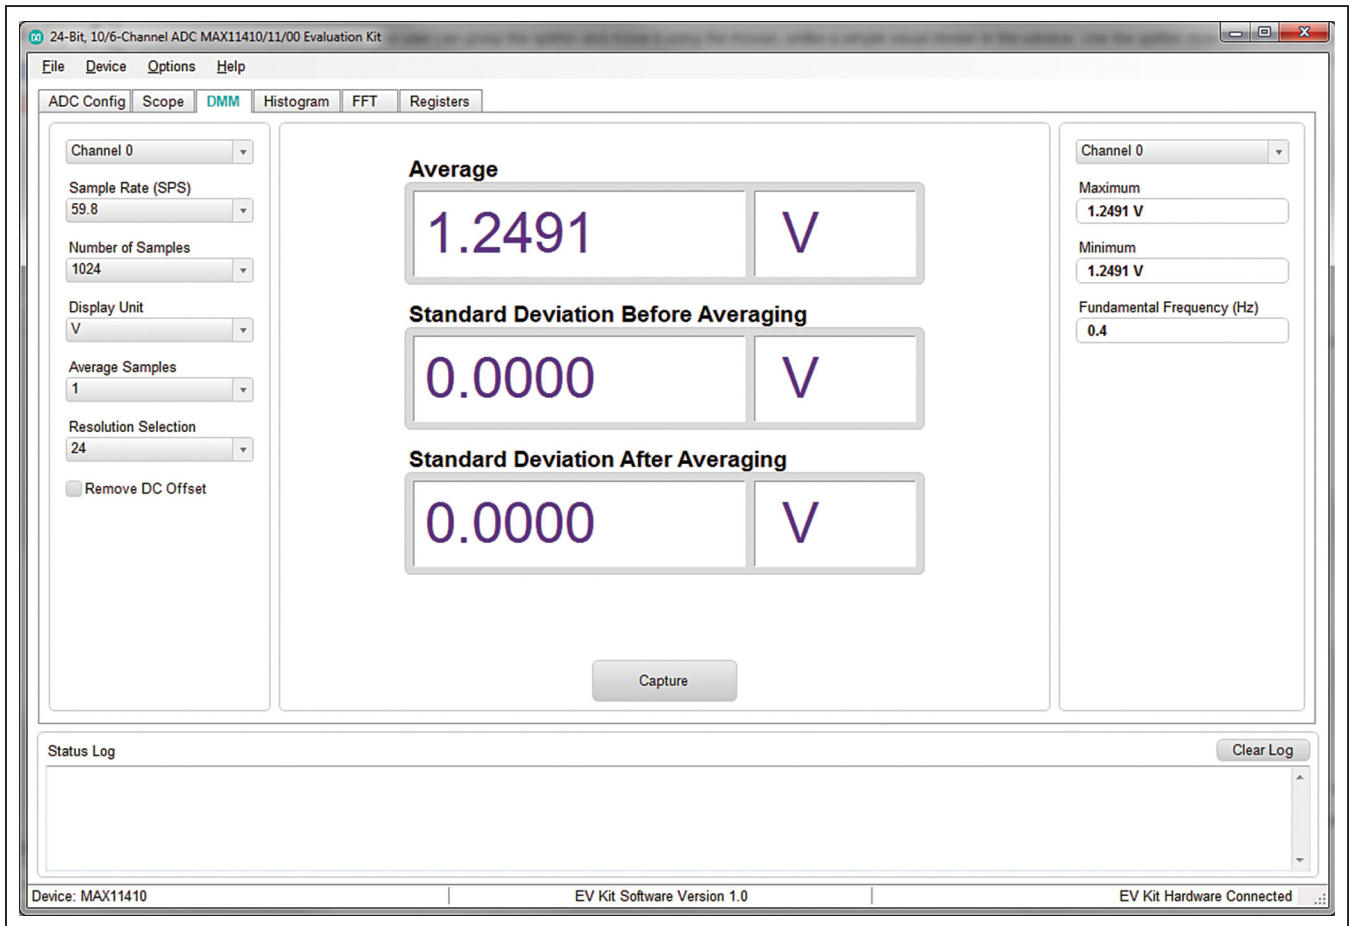 24-Bit, 10/6-Channel ADC MAX11410/11/00 Evaluation Kit
File Device Options Help
ADC Config Scope DMM Histogram FFT Registers
Channel 0
Sample Rate (SPS)
59.8
Number of Samples
1024
Display Unit
V
Average Samples
1
Resolution Selection
24
Remove DC Offset
Average
1.2491 V
Standard Deviation Before Averaging
0.0000 V
Standard Deviation After Averaging
0.0000 V
Capture
Channel 0
Maximum
1.2491 V
Minimum
1.2491 V
Fundamental Frequency (Hz)
0.4
Status Log
Clear Log
Device: MAX11410 EV Kit Software Version 1.0 EV Kit Hardware Connected